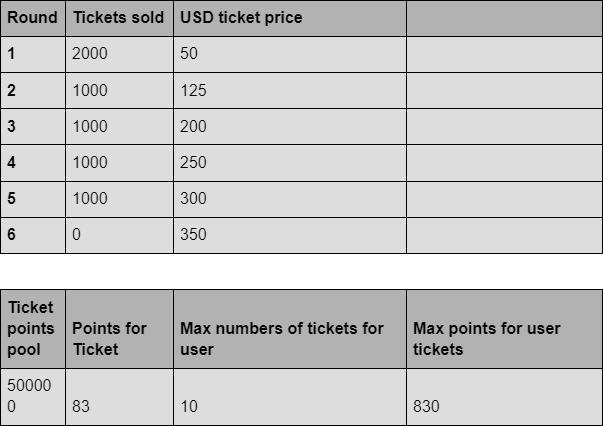 Round Tickets sold USD ticket price
1 2000 50
2 1000 125
3 1000 200
4 1000 250
5 1000 300
6 0 350
Ticket
points Points for Max numbers of tickets for Max points for user
pool Ticket user tickets
50000
0 83 10 830